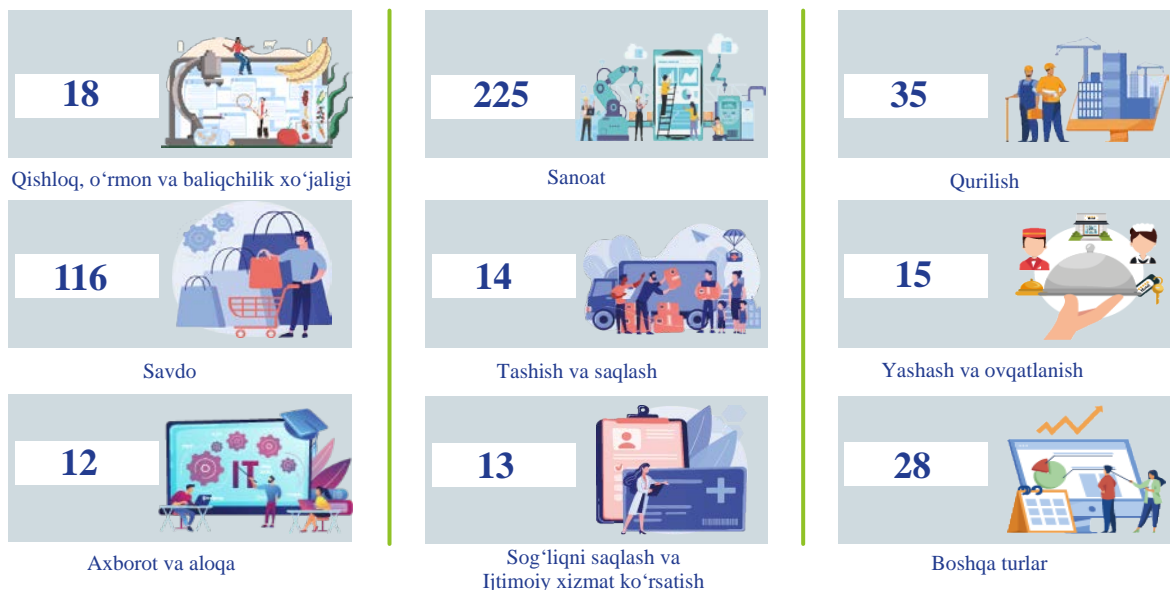 18
225
35
Qishloq, o‘rmon va baliqchilik xo‘jaligi
Sanoat
Qurilish
116
14
15
Savdo
Tashish va saqlash
Yashash va ovqatlanish
12
IT
13
28
Axborot va aloqa
Sog‘liqni saqlash va
Ijtimoiy xizmat ko‘rsatish
Boshqa turlar